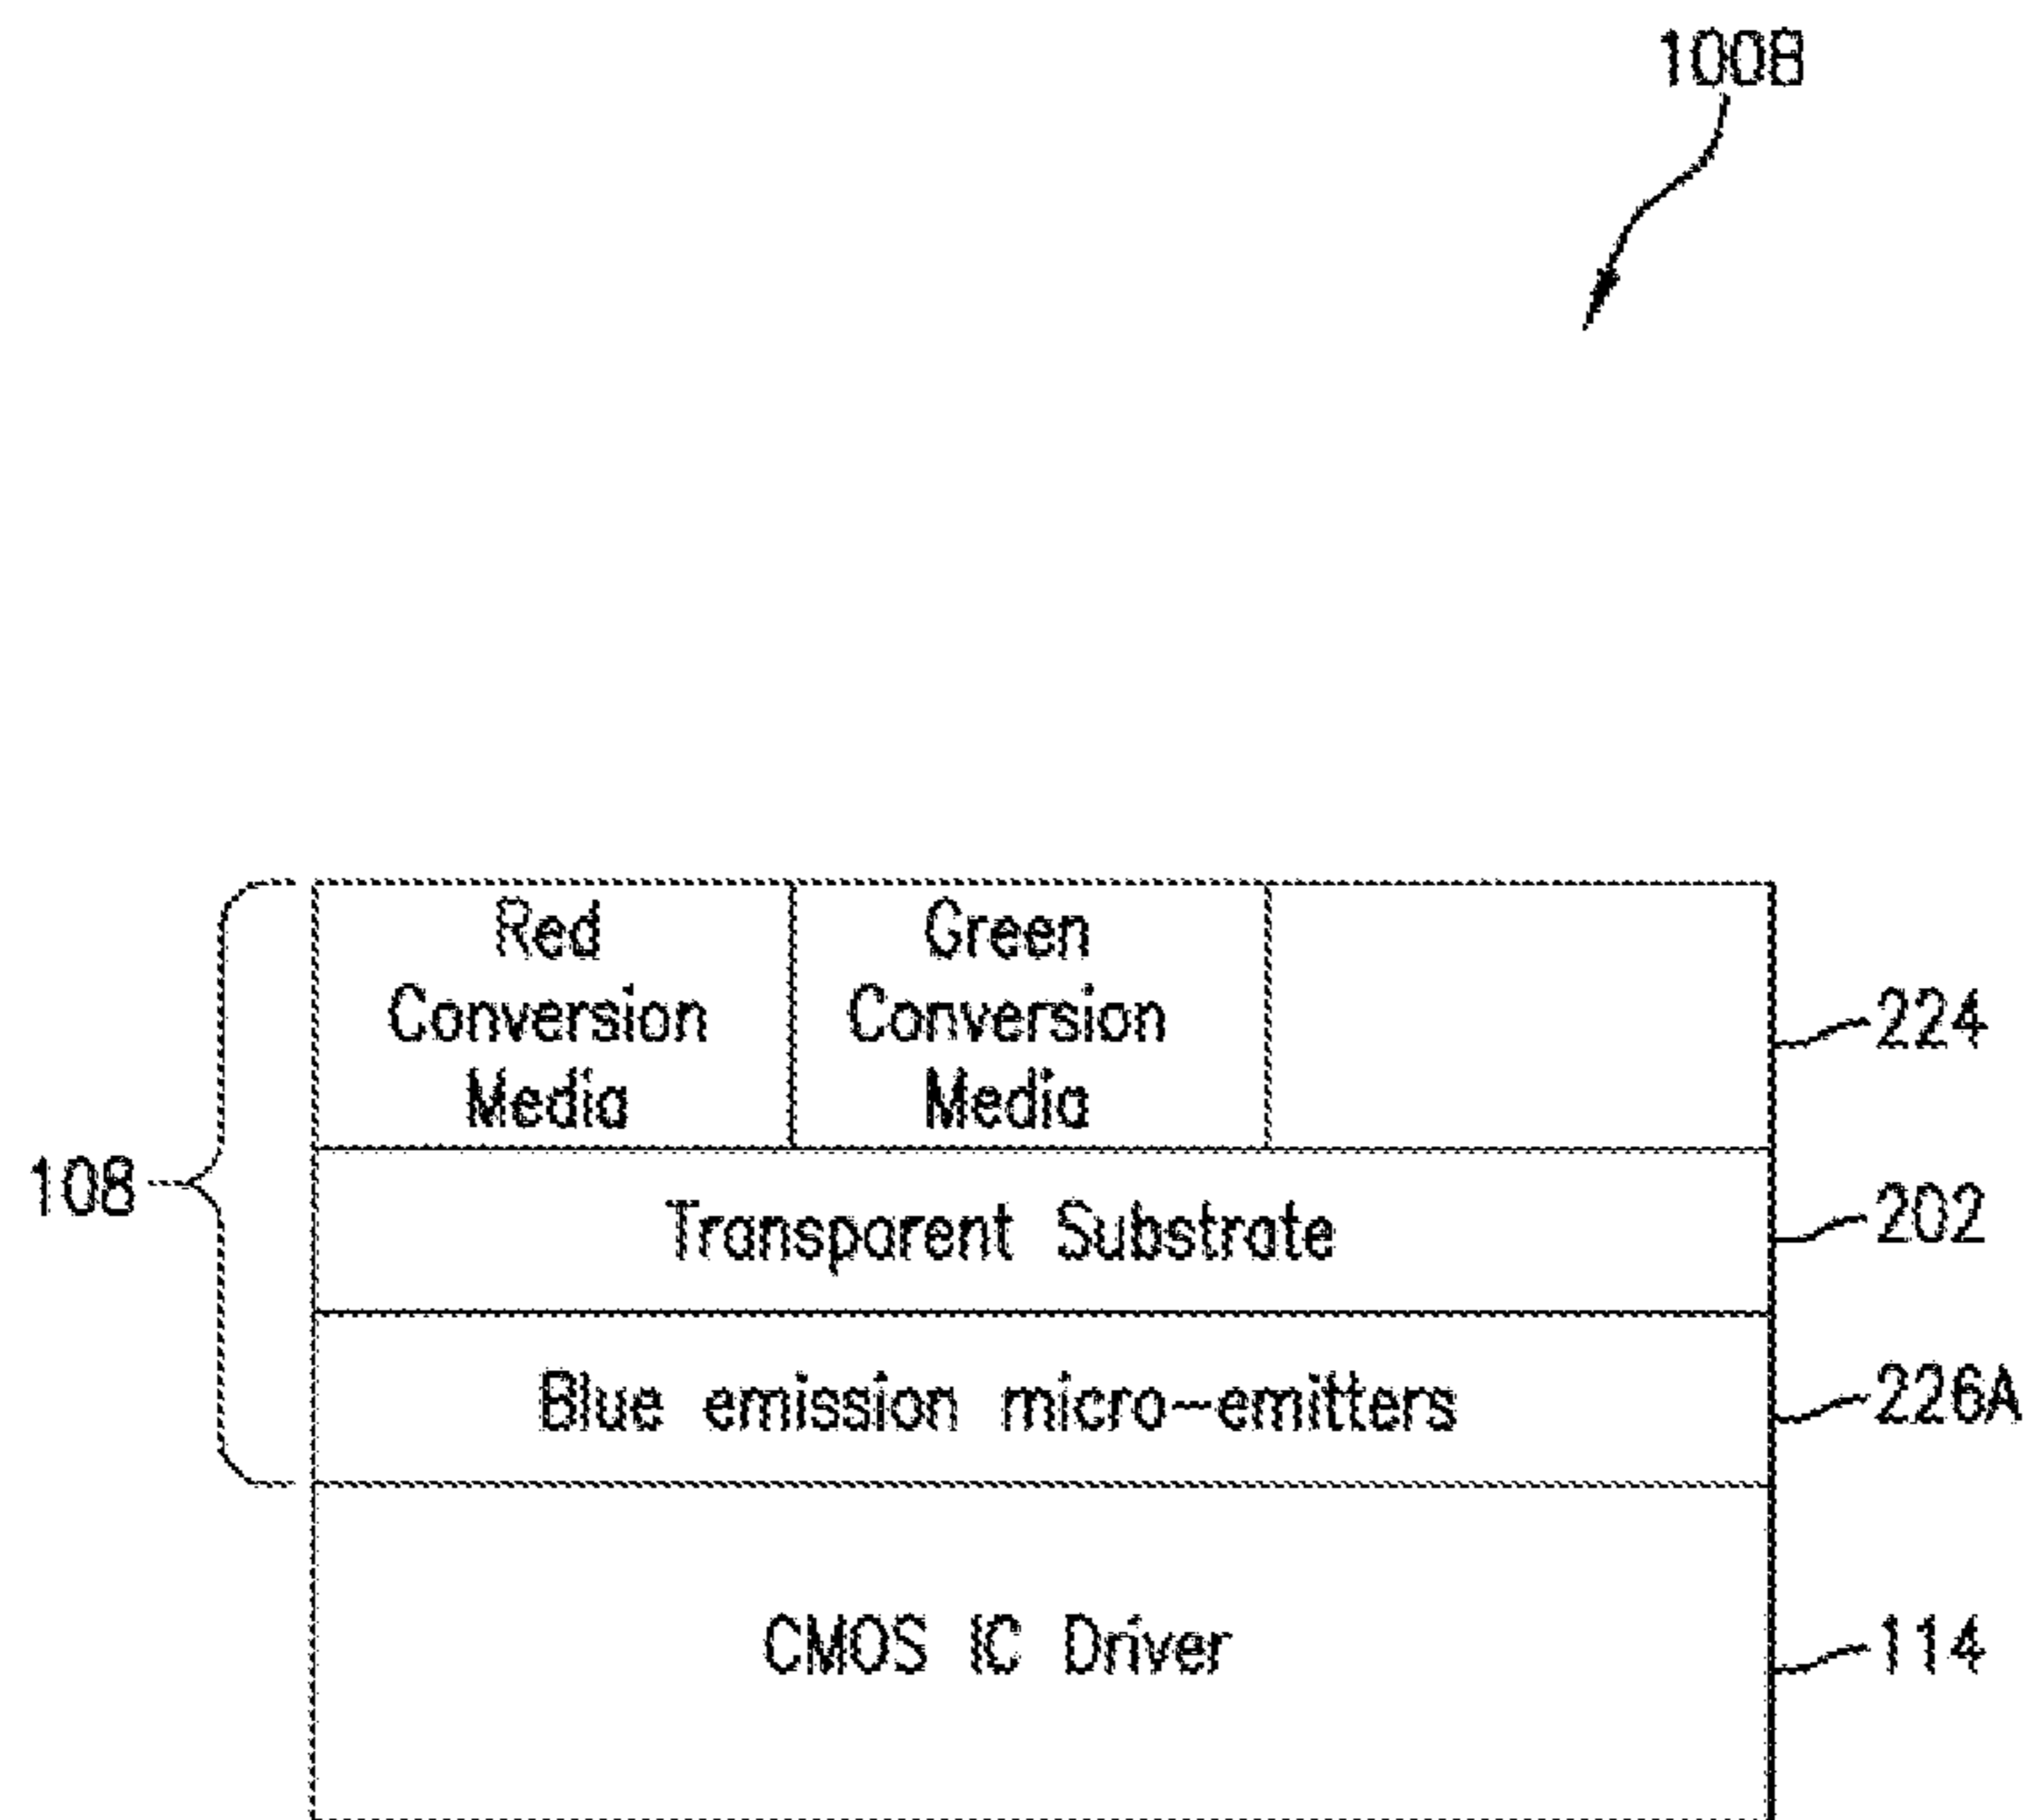 100B
Red
Conversion
Media
Green
Conversion
Media
224
108
Transparent Substrate
202
Blue emission micro-emitters
226A
CMOS IC Driver
114